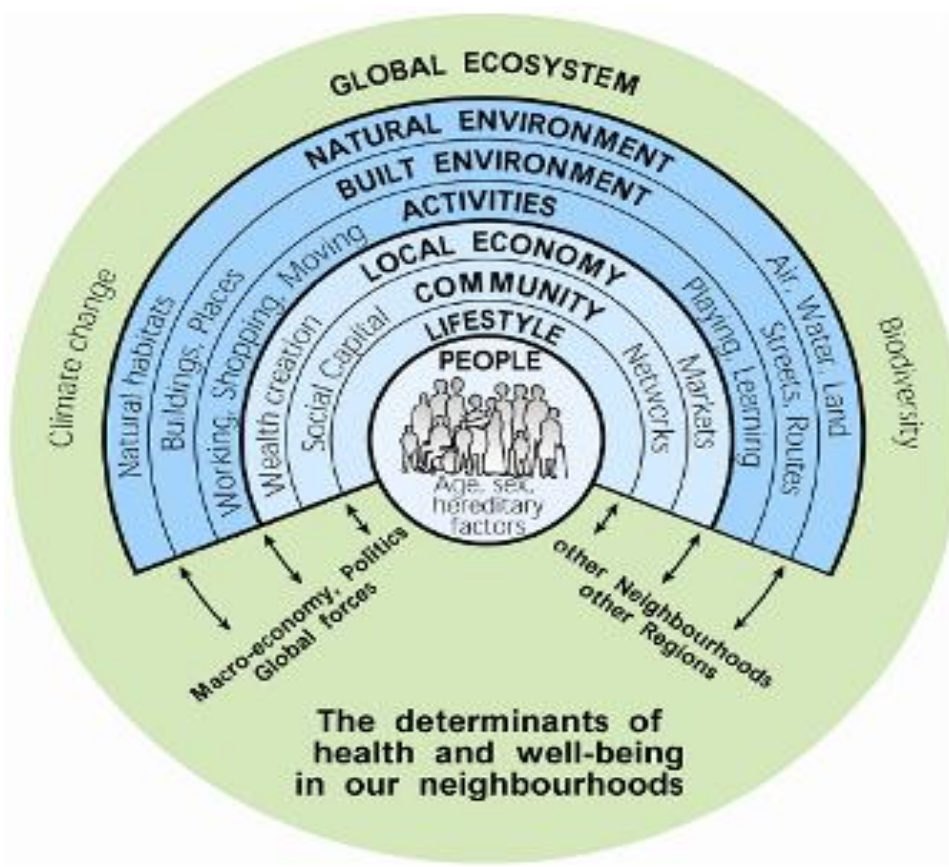 GLOBAL ECOSYSTEM
NATURAL ENVIRONMENT
BUILT ENVIRONMENT
ACTIVITIES
LOCAL ECONOMY
COMMUNITY
LIFESTYLE
PEOPLE
Age, sex,
hereditary
factors
Climate change
Natural habitats
Buildings, Places
Working, Shopping, Moving
Wealth creation
Social Capital
Networks
Markets
Playing, Learning
Streets, Routes
Air, Water, Land
Biodiversity
Macro-economy, Politics
Global forces
other Neighbourhoods
other Regions
The determinants of
health and well-being
in our neighbourhoods